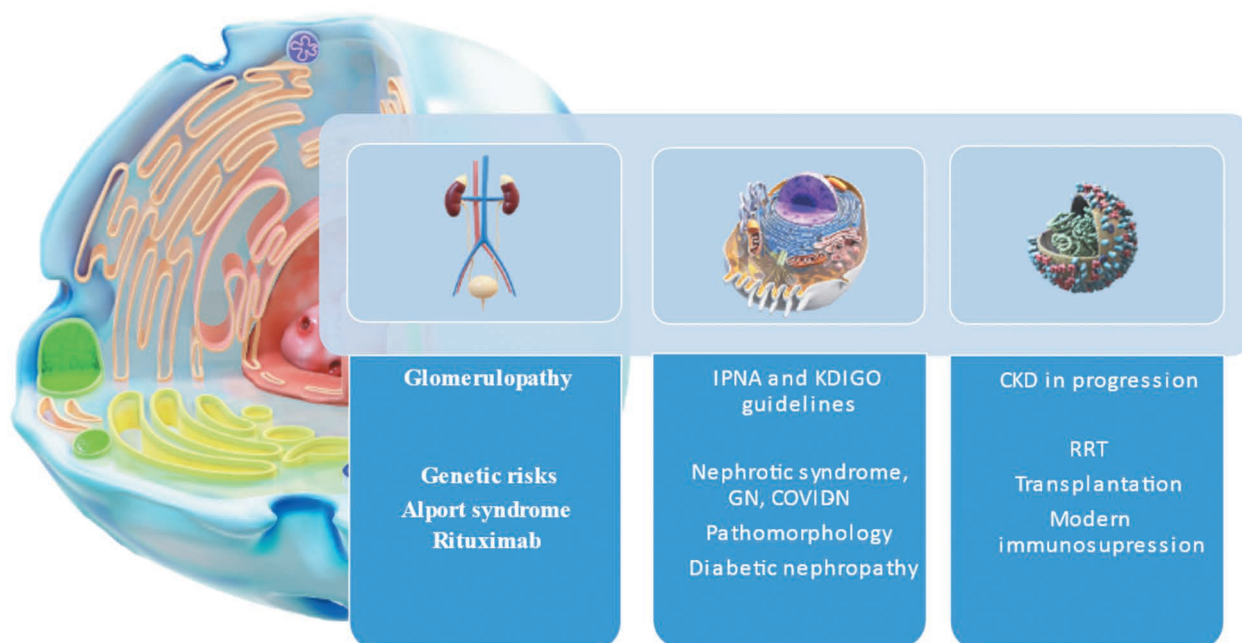 Glomerulopathy
Genetic risks
Alport syndrome
Rituximab
IPNA and KDIGO
guidelines
Nephrotic syndrome,
GN, COVIDN
Pathomorphology
Diabetic nephropathy
CKD in progression
RRT
Transplantation
Modern
immunosupression